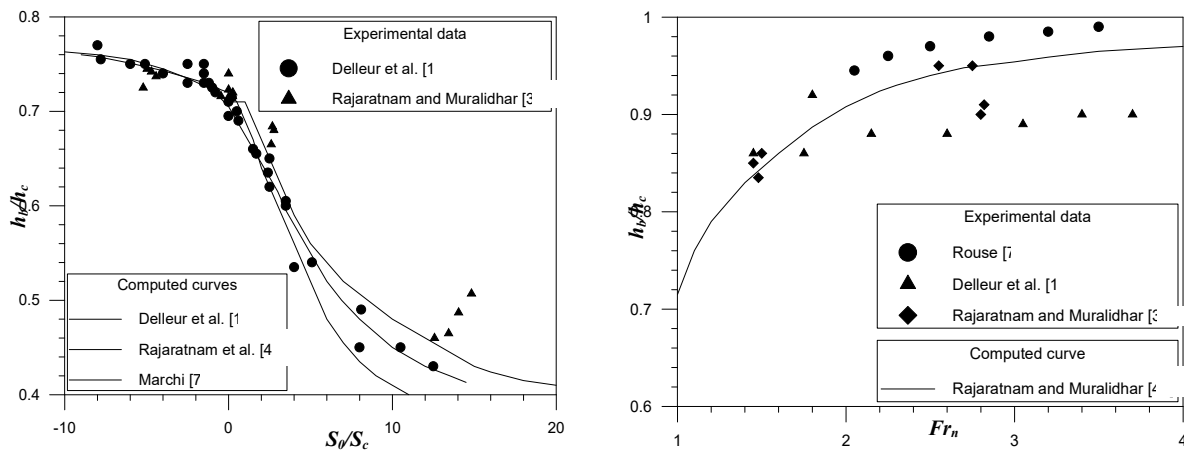 0.8
0.7
0.6
0.5
0.4
h_b/h_c
-10
0
10
20
S_0/S_c
Experimental data
Delleur et al. [1
Rajaratnam and Muralidhar [3
Computed curves
Delleur et al. [1
Rajaratnam et al. [4
Marchi [7
1
0.9
0.8
0.7
0.6
h_b/h_c
1
2
3
4
Fr_n
Experimental data
Rouse [7
Delleur et al. [1
Rajaratnam and Muralidhar [3
Computed curve
Rajaratnam and Muralidhar [4